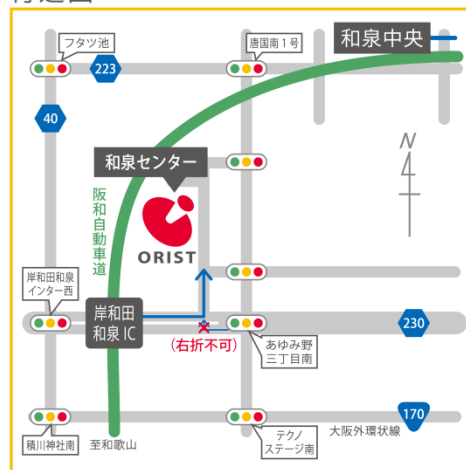 フタツ池
唐国南1号
和泉中央
223
40
和泉センター
阪和自動車道
N
ORIST
岸和田和泉
インター西
岸和田
和泉IC
(右折不可)
あゆみ野
三丁目南
230
170
積川神社南
至和歌山
テクノ
ステージ南
大阪外環状線